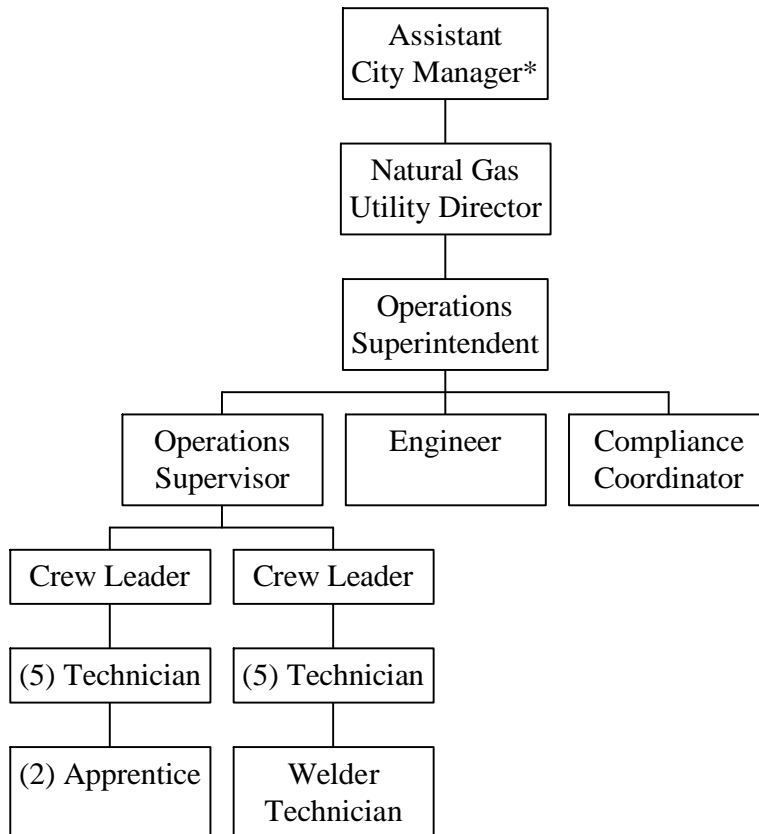 Assistant
City Manager*
Natural Gas
Utility Director
Operations
Superintendent
Operations
Supervisor
Engineer
Compliance
Coordinator
Crew Leader
Crew Leader
(5) Technician
(5) Technician
(2) Apprentice
Welder
Technician